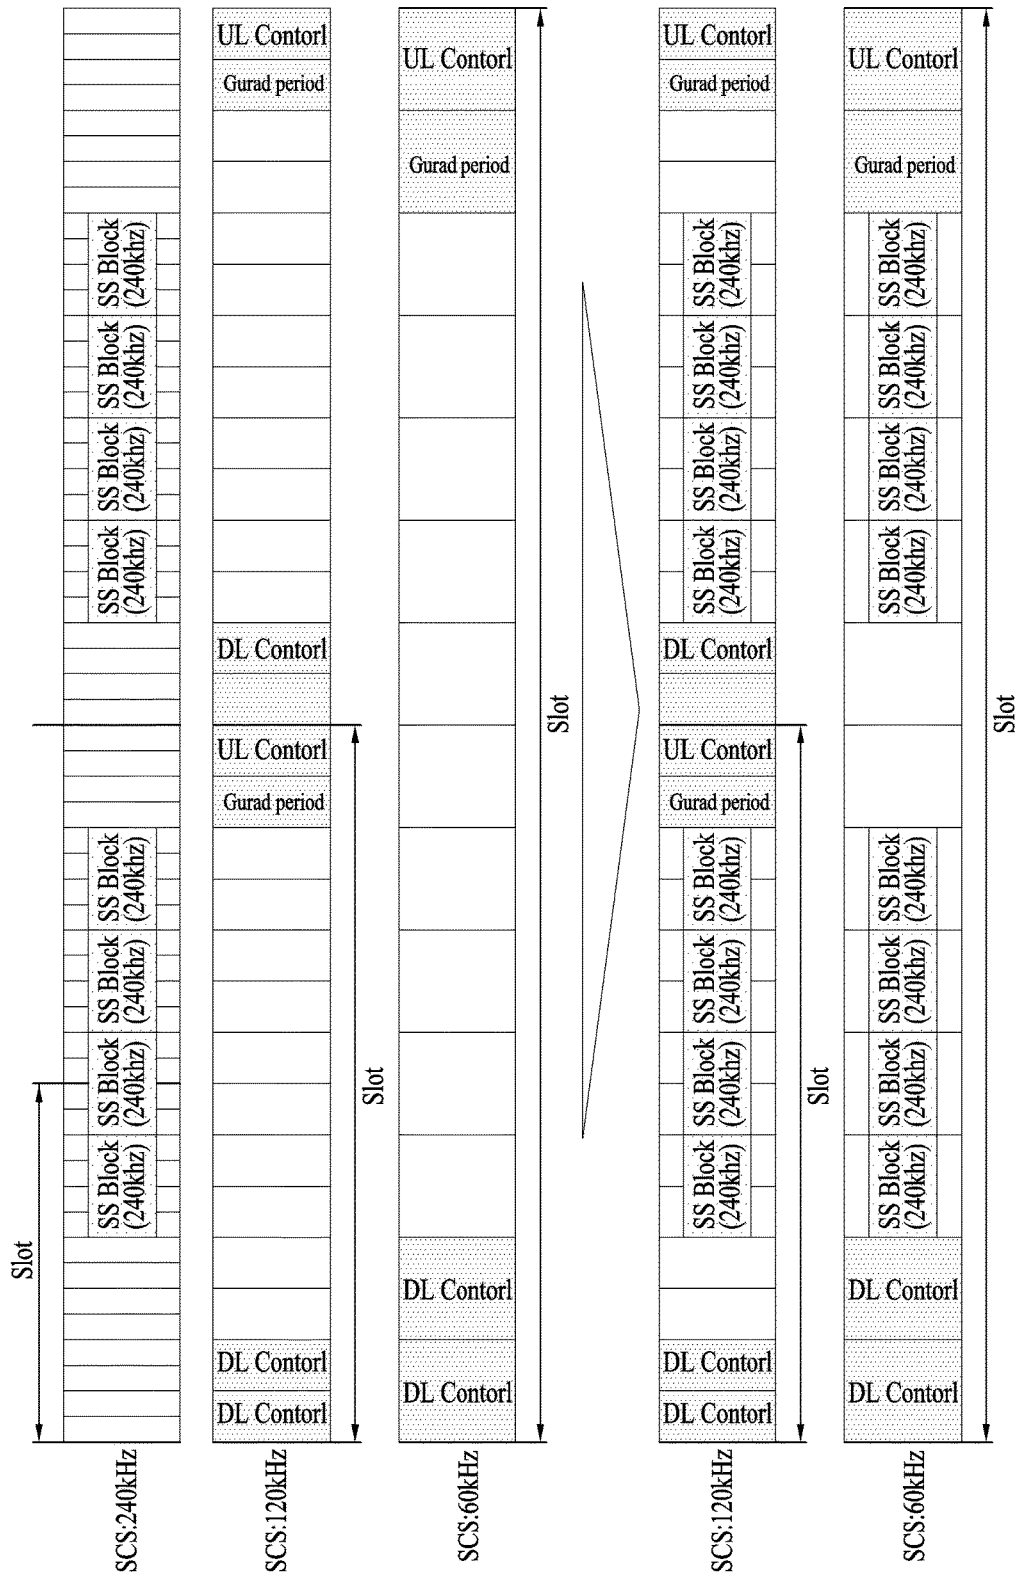 SS Block
(240khz)
SS Block
(240khz)
SS Block
(240khz)
SS Block
(240khz)
SS Block
(240khz)
SS Block
(240khz)
SS Block
(240khz)
SS Block
(240khz)
Slot
SCS:240kHz
UL Contorl
Gurad period
DL Contorl
UL Contorl
Gurad period
DL Contorl
DL Contorl
Slot
SCS:120kHz
UL Contorl
Gurad period
DL Contorl
DL Contorl
Slot
SCS:60kHz
UL Contorl
Gurad period
SS Block
(240khz)
SS Block
(240khz)
SS Block
(240khz)
SS Block
(240khz)
DL Contorl
UL Contorl
Gurad period
SS Block
(240khz)
SS Block
(240khz)
SS Block
(240khz)
SS Block
(240khz)
DL Contorl
DL Contorl
Slot
SCS:120kHz
UL Contorl
Gurad period
SS Block
(240khz)
SS Block
(240khz)
SS Block
(240khz)
SS Block
(240khz)
SS Block
(240khz)
SS Block
(240khz)
SS Block
(240khz)
SS Block
(240khz)
DL Contorl
DL Contorl
Slot
SCS:60kHz